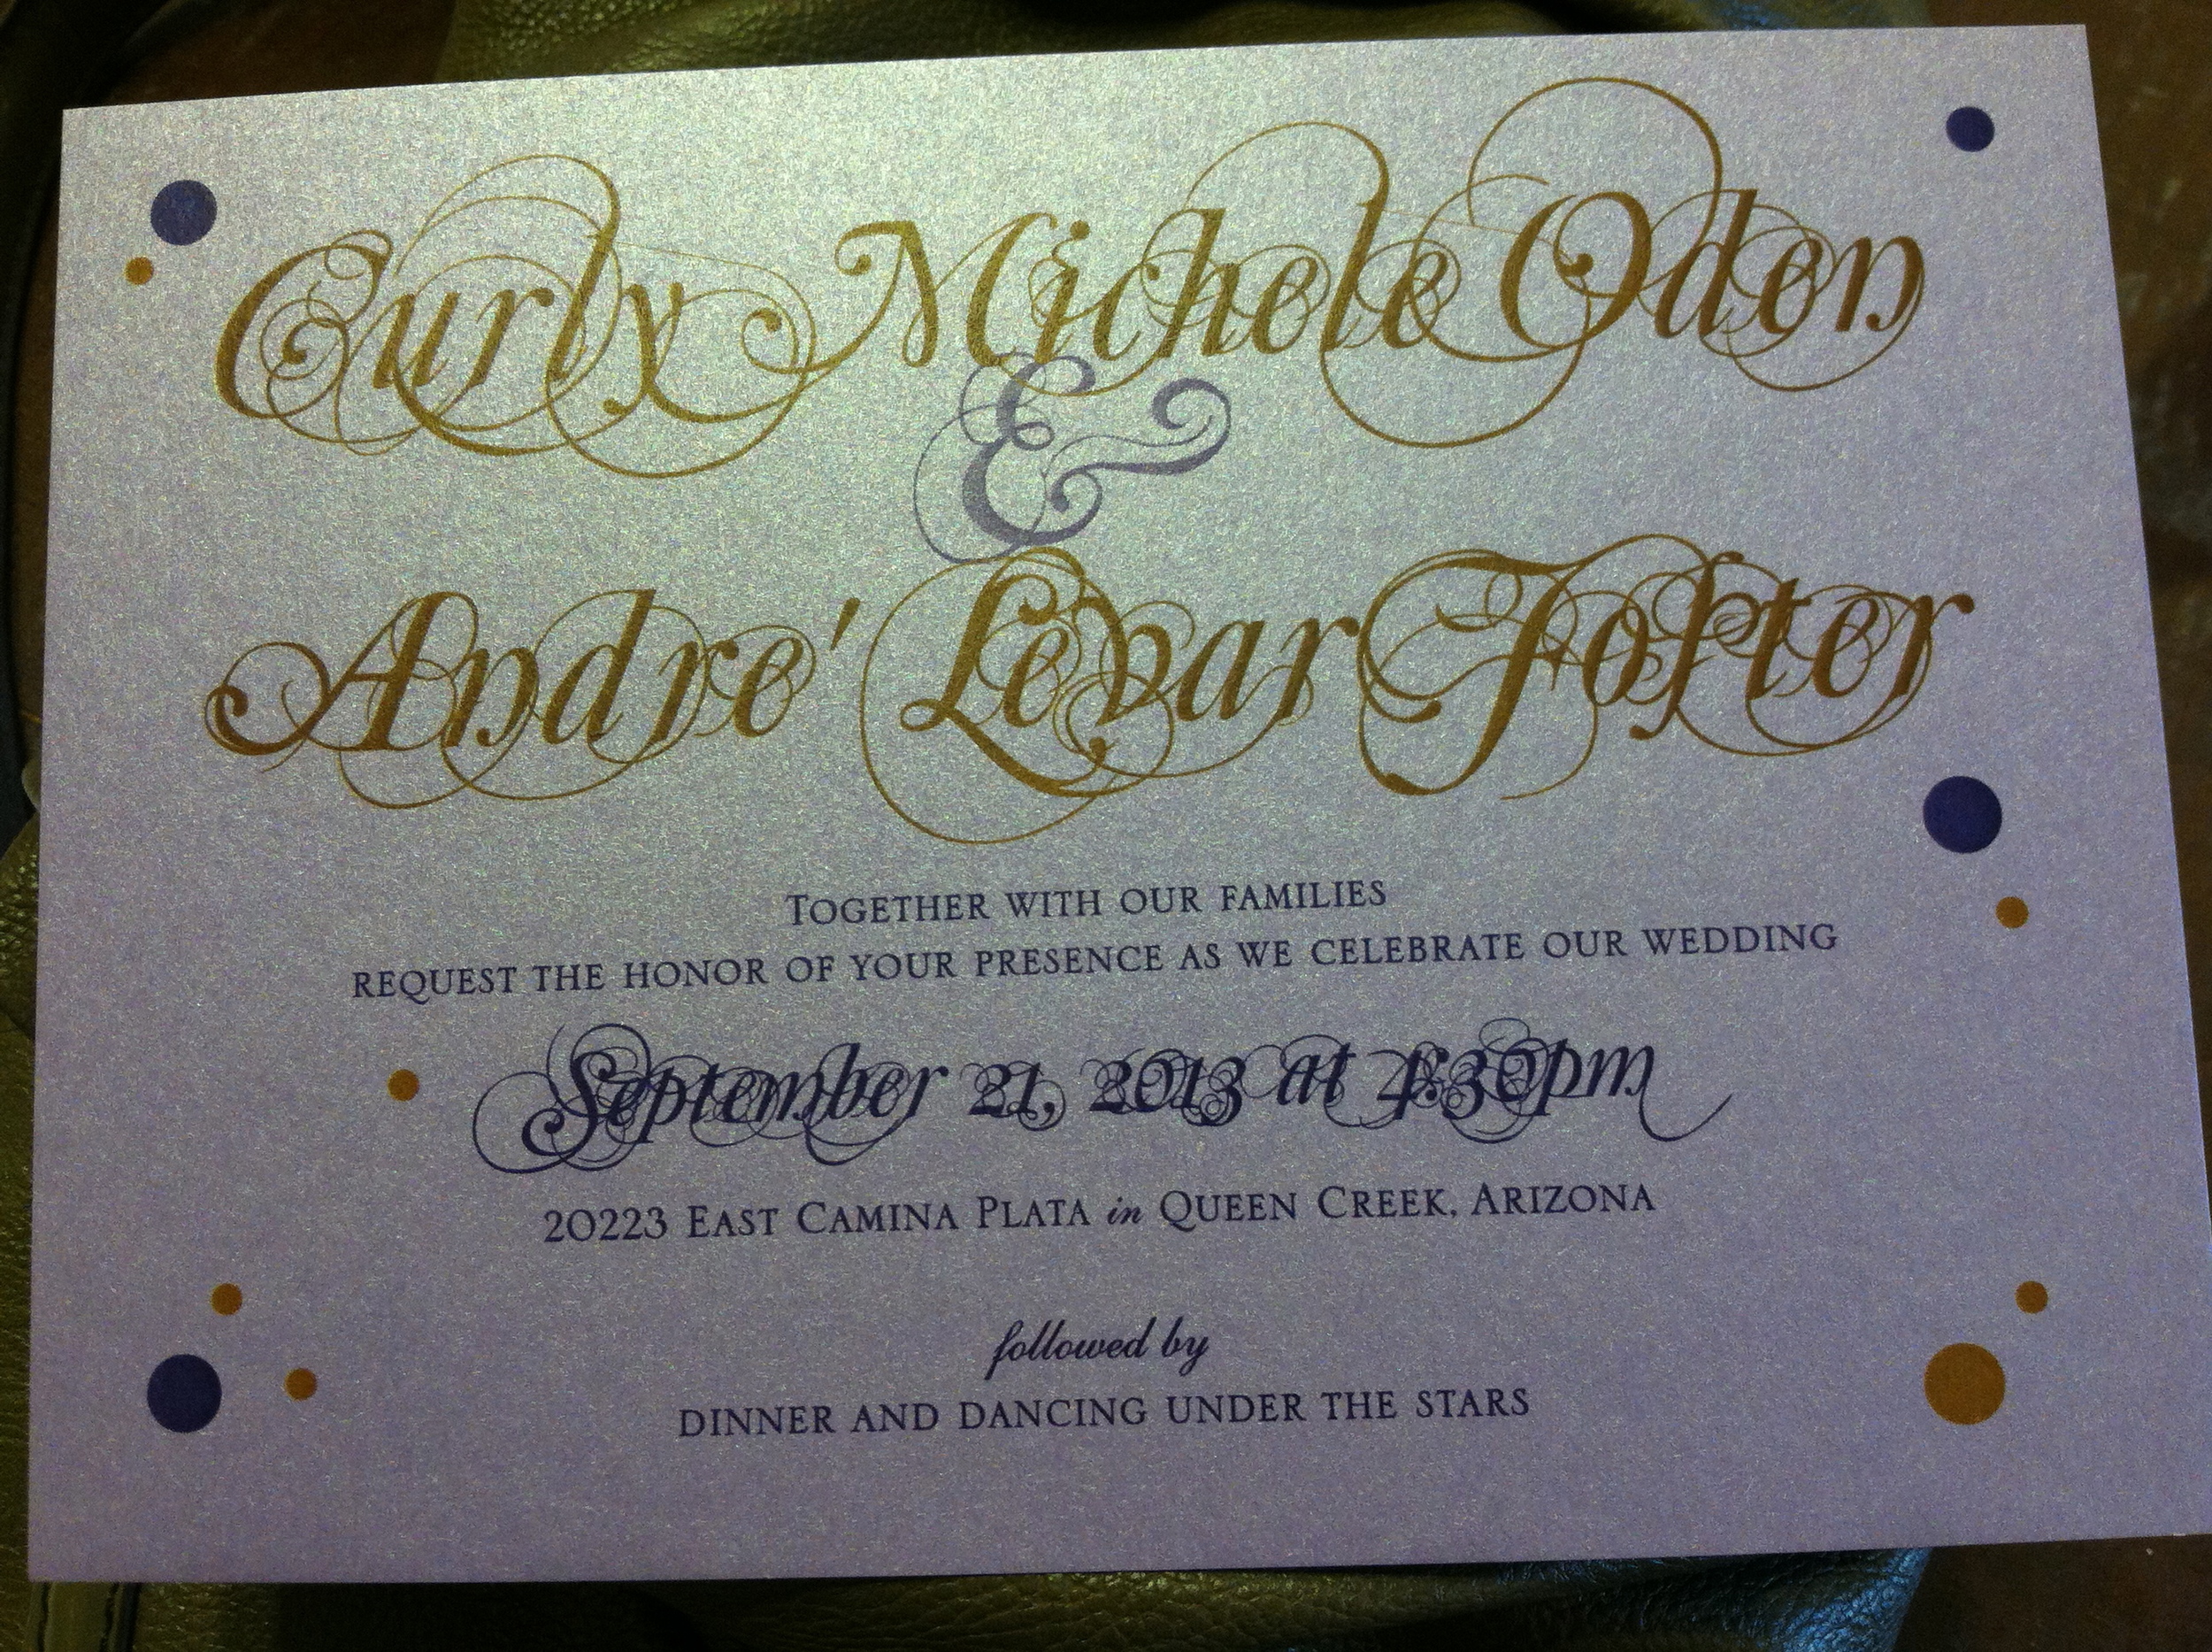 Curly Michele Oden
&
Andre' Levar Foster
TOGETHER WITH OUR FAMILIES
REQUEST THE HONOR OF YOUR PRESENCE AS WE CELEBRATE OUR WEDDING
September 21, 2013 at 4:30pm
20223 EAST CAMINA PLATA in QUEEN CREEK, ARIZONA
followed by
DINNER AND DANCING UNDER THE STARS